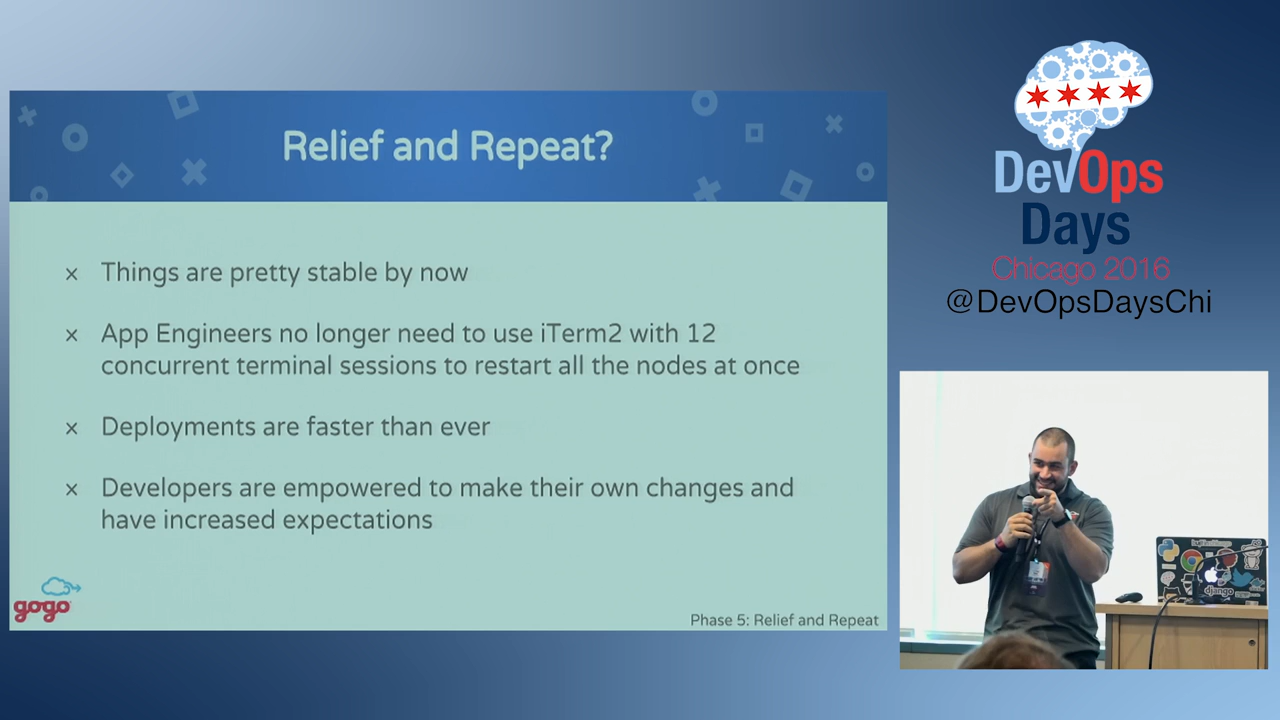 Relief and Repeat?
x Things are pretty stable by now
x App Engineers no longer need to use iTerm2 with 12
concurrent terminal sessions to restart all the nodes at once
x Deployments are faster than ever
x Developers are empowered to make their own changes and
have increased expectations
gogo
Phase 5: Relief and Repeat
DevOps
Days
Chicago 2016
@DevOpsDaysChi
django